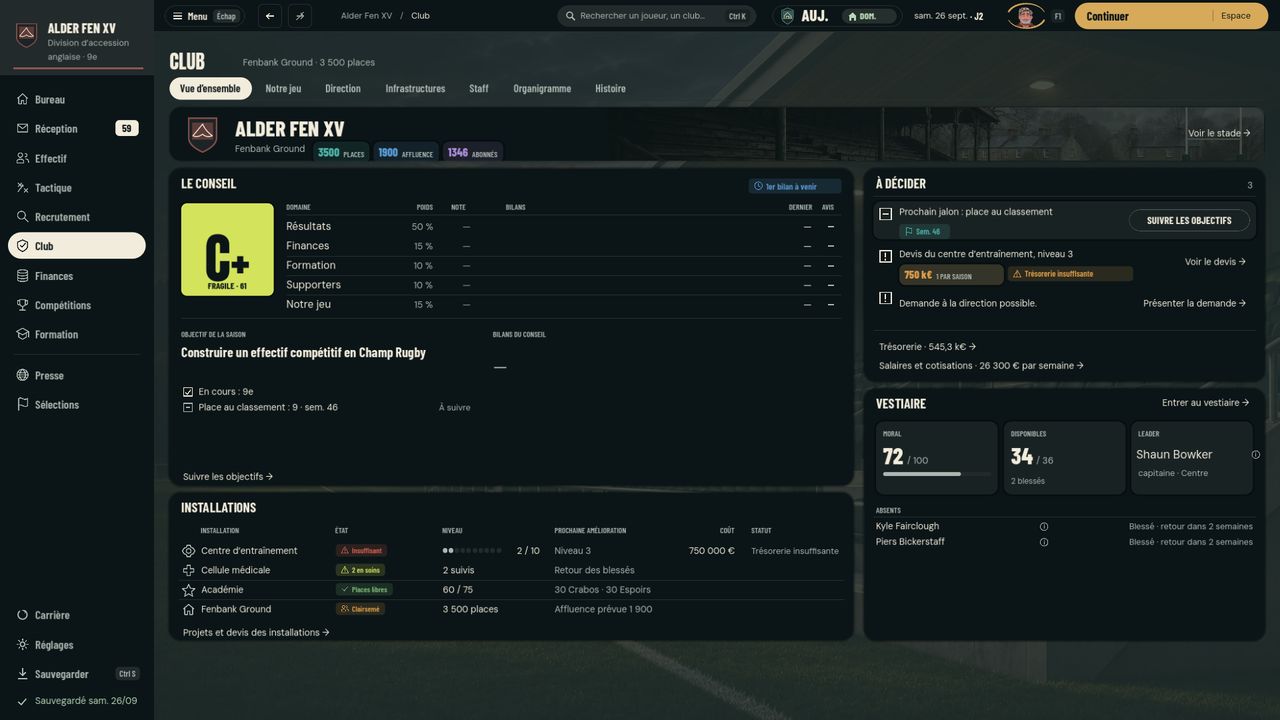 ALDER FEN XV
Division d'accession
anglaise · 9e
Menu Échap
Alder Fen XV / Club
Rechercher un joueur, un club... Ctrl K
AUJ. DOM.
sam. 26 sept. · J2
F1
Continuer Espace
Bureau
Réception 59
Effectif
Tactique
Recrutement
Club
Finances
Compétitions
Formation
Presse
Sélections
Carrière
Réglages
Sauvegarder Ctrl S
Sauvegardé sam. 26/09
CLUB Fenbank Ground · 3 500 places
Vue d'ensemble Notre jeu Direction Infrastructures Staff Organigramme Histoire
ALDER FEN XV
Fenbank Ground 3500 PLACES 1900 AFFLUENCE 1346 ABONNÉS
Voir le stade →
LE CONSEIL 1er bilan à venir
C+
FRAGILE · 61
DOMAINE POIDS NOTE BILANS DERNIER AVIS
Résultats 50 % — — –
Finances 15 % — — –
Formation 10 % — — –
Supporters 10 % — — –
Notre jeu 15 % — — –
OBJECTIF DE LA SAISON BILANS DU CONSEIL
Construire un effectif compétitif en Champ Rugby
—
En cours : 9e
Place au classement : 9 · sem. 46 À suivre
Suivre les objectifs →
INSTALLATIONS
INSTALLATION ÉTAT NIVEAU PROCHAINE AMÉLIORATION COÛT STATUT
Centre d'entraînement Insuffisant 2 / 10 Niveau 3 750 000 € Trésorerie insuffisante
Cellule médicale 2 en soins 2 suivis Retour des blessés
Académie Places libres 60 / 75 30 Crabos · 30 Espoirs
Fenbank Ground Clairsemé 3 500 places Affluence prévue 1 900
Projets et devis des installations →
À DÉCIDER 3
Prochain jalon : place au classement
Sem. 46
SUIVRE LES OBJECTIFS
Devis du centre d'entraînement, niveau 3
750 k€ 1 PAR SAISON Trésorerie insuffisante
Voir le devis →
Demande à la direction possible. Présenter la demande →
Trésorerie · 545,3 k€ →
Salaires et cotisations · 26 300 € par semaine →
VESTIAIRE Entrer au vestiaire →
MORAL
72 / 100
DISPONIBLES
34 / 36
2 blessés
LEADER
Shaun Bowker
capitaine · Centre
ABSENTS
Kyle Fairclough Blessé · retour dans 2 semaines
Piers Bickerstaff Blessé · retour dans 2 semaines